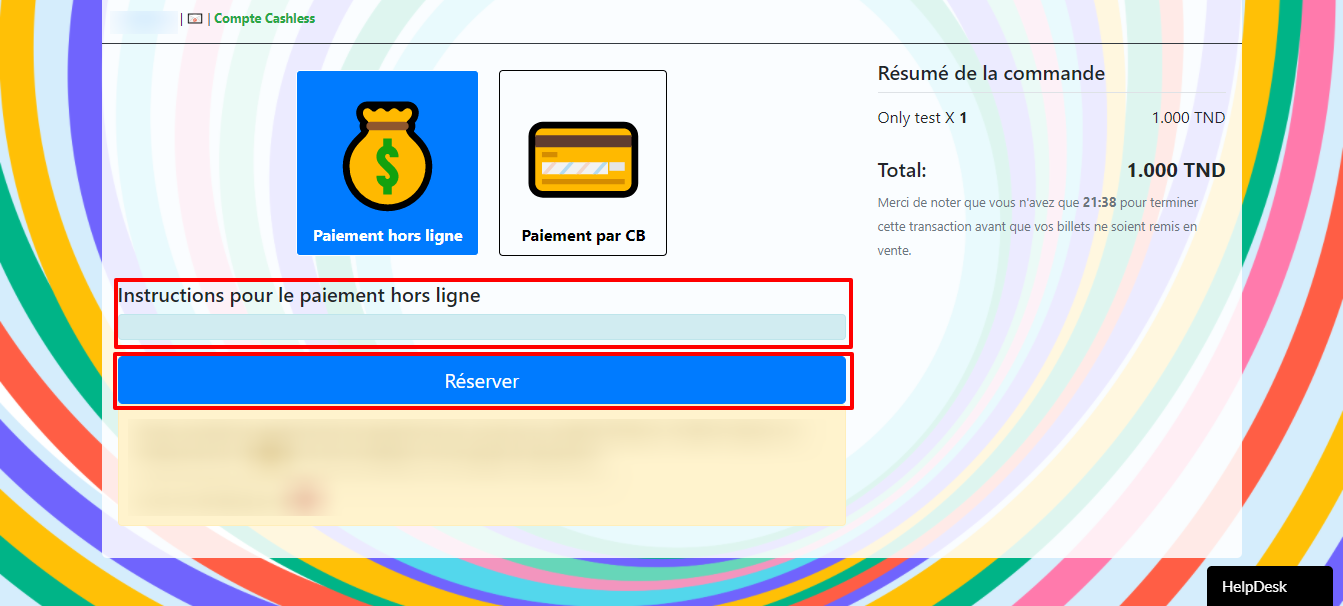 | | Compte Cashless
Paiement hors ligne
Paiement par CB
Instructions pour le paiement hors ligne
Réserver
Résumé de la commande
Only test X 1 1.000 TND
Total: 1.000 TND
Merci de noter que vous n'avez que 21:38 pour terminer
cette transaction avant que vos billets ne soient remis en
vente.
HelpDesk